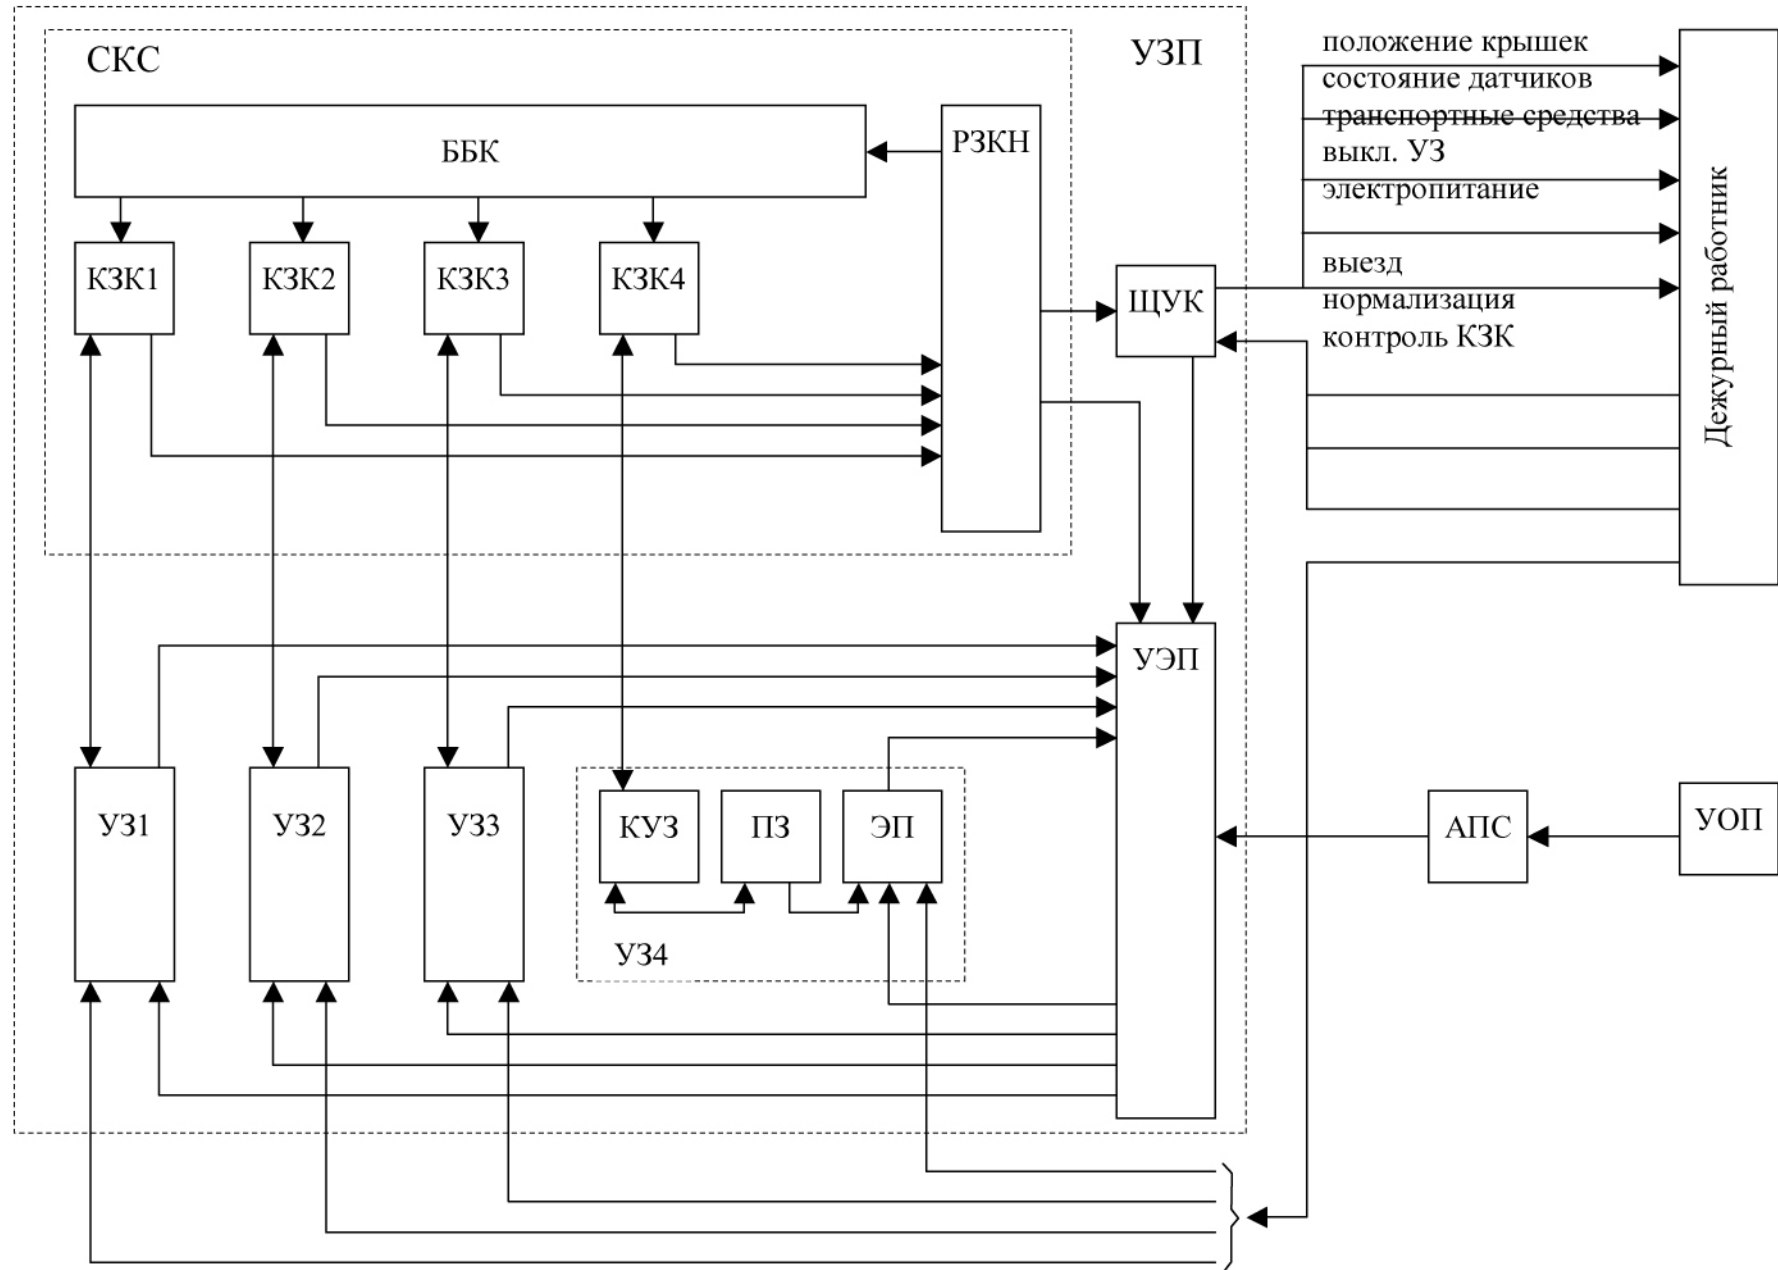 СКС
УЗП
ББК
РЗКН
КЗК1
КЗК2
КЗК3
КЗК4
ЩУК
положение крышек
состояние датчиков
транспортные средства
выкл. УЗ
электропитание
выезд
нормализация
контроль КЗК
Дежурный работник
УЭП
УЗ1
УЗ2
УЗ3
КУЗ
ПЗ
ЭП
УЗ4
АПС
УОП